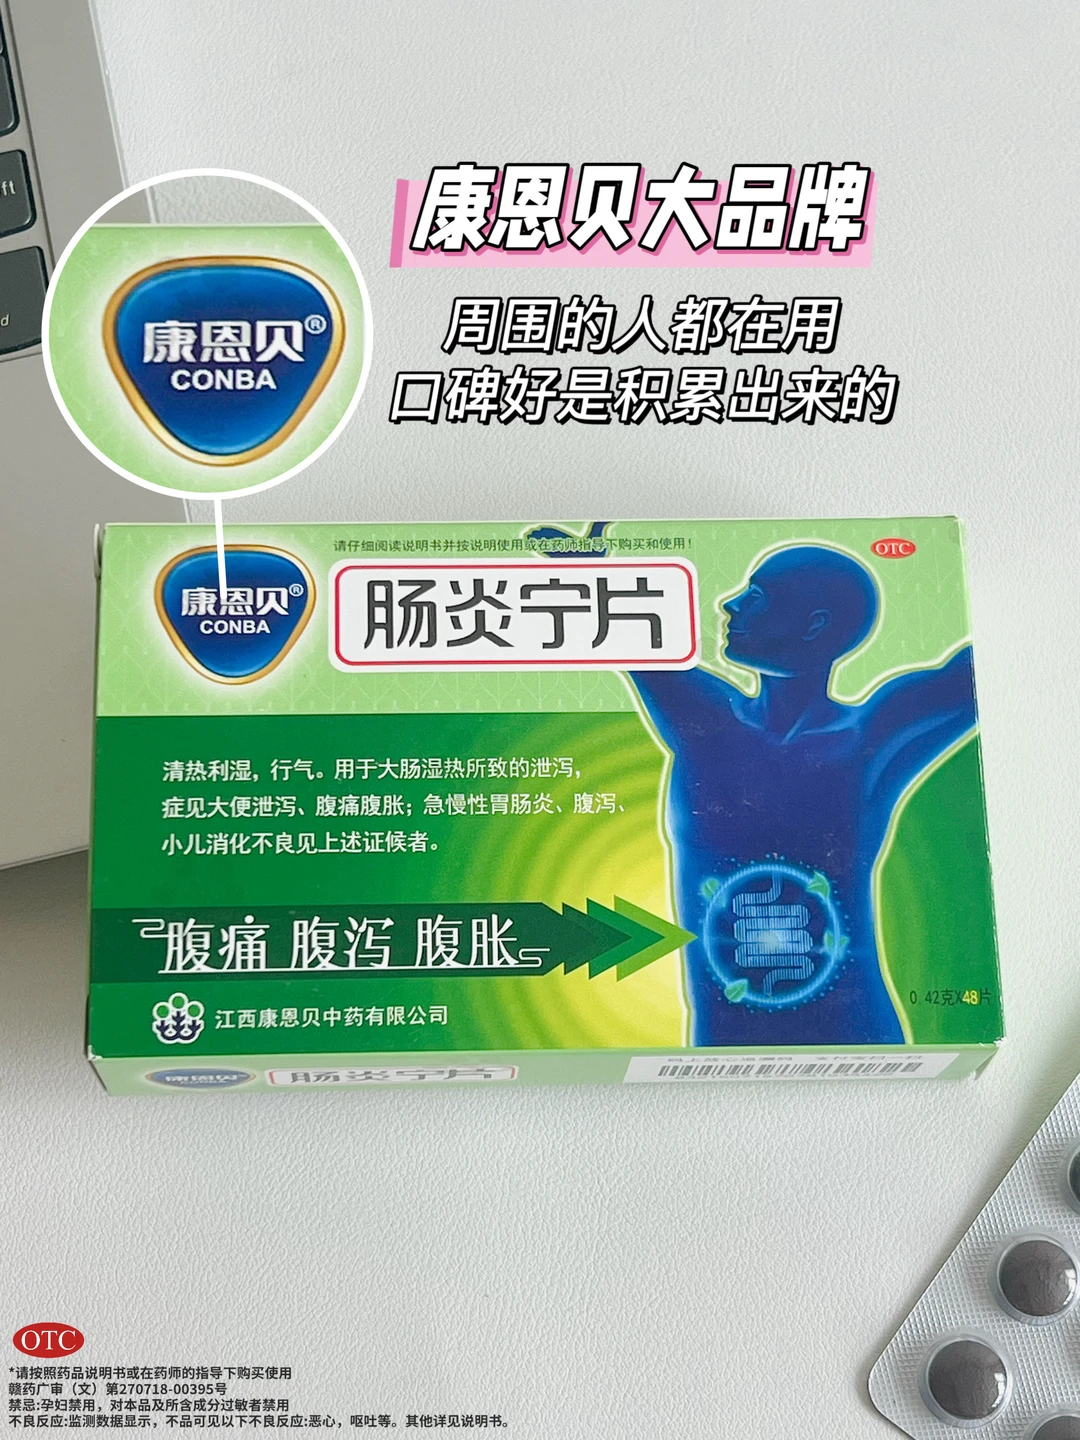 ft
d
康恩贝®
CONBA
康恩贝大品牌
周围的人都在用
口碑好是积累出来的
请仔细阅读说明书并按说明使用或在药师指导下购买和使用！
OTC
康恩贝®
CONBA
肠炎宁片
清热利湿，行气。用于大肠湿热所致的泄泻，
症见大便泄泻、腹痛腹胀；急慢性胃肠炎、腹泻、
小儿消化不良见上述证候者。
腹痛 腹泻 腹胀
0.42克X48片
江西康恩贝中药有限公司
康恩贝
CONBA
肠炎宁片
OTC
*请按照药品说明书或在药师的指导下购买使用
赣药广审（文）第270718-00395号
禁忌:孕妇禁用，对本品及所含成分过敏者禁用
不良反应:监测数据显示，不品可见以下不良反应:恶心，呕吐等。其他详见说明书。